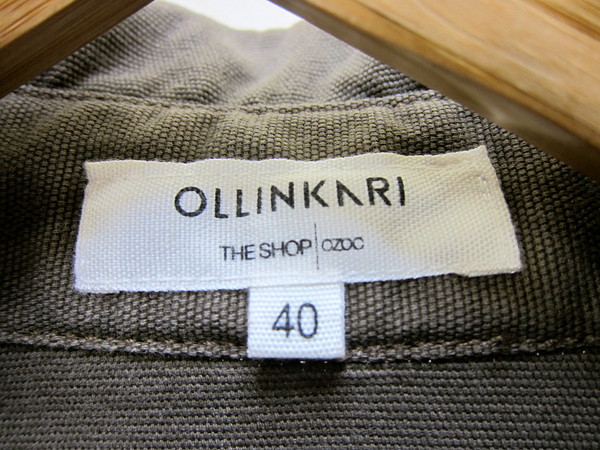 OLLINKARI
THE SHOP | OZOC
40